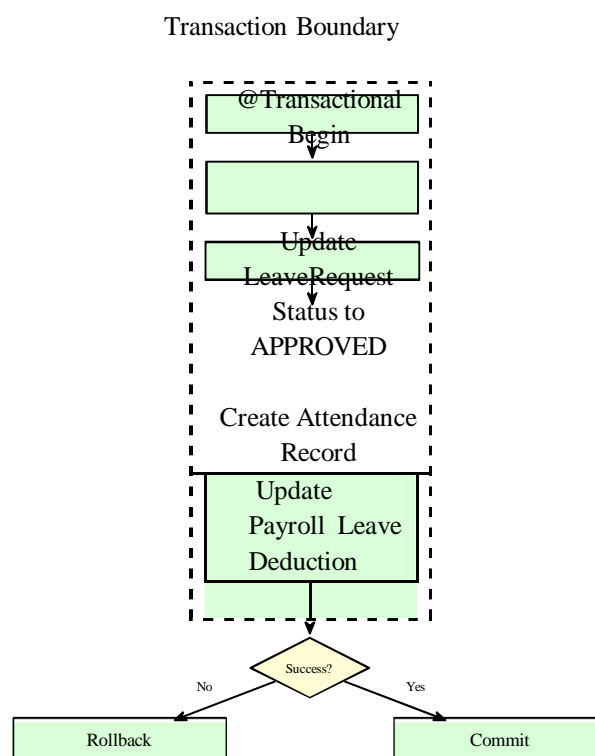 Transaction Boundary
@Transactional
Begin
Update
LeaveRequest
Status to
APPROVED
Create Attendance
Record
Update
Payroll Leave
Deduction
Success?
No
Yes
Rollback
Commit